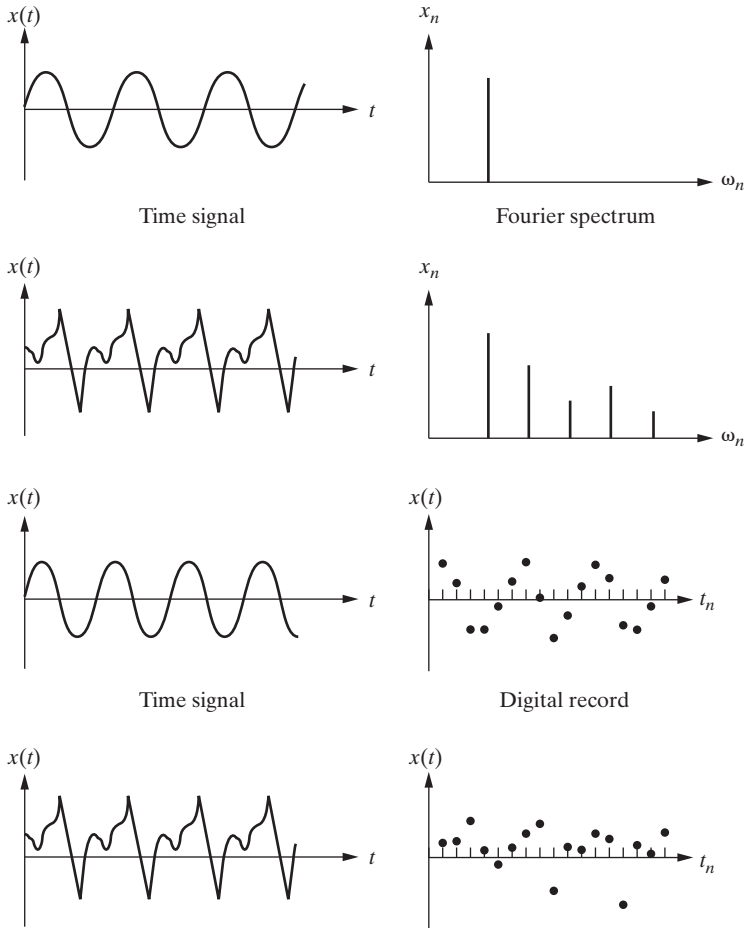 x(t)
t
Time signal
x_n
ω_n
Fourier spectrum
x(t)
t
x_n
ω_n
x(t)
t
Time signal
x(t)
t_n
Digital record
x(t)
t
x(t)
t_n